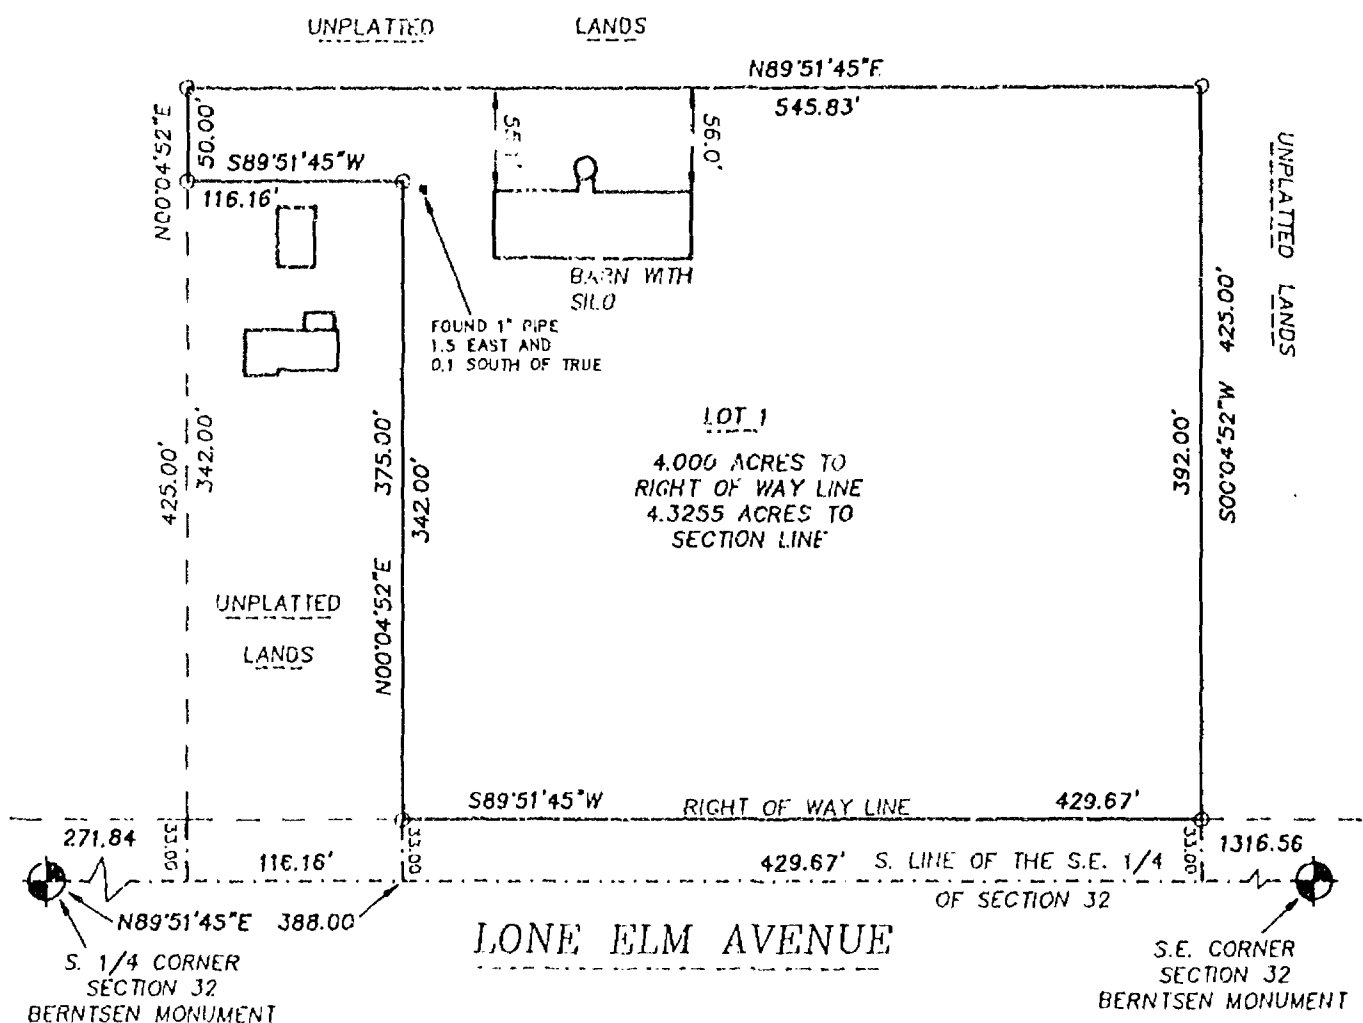 UNPLATTED LANDS
N89°51'45"E
545.83'
N00°04'52"E
50.00'
S89°51'45"W
116.16'
56.0'
BARN WITH
SILO
FOUND 1" PIPE
1.5 EAST AND
0.1 SOUTH OF TRUE
UNPLATTED LANDS
LOT 1
4.000 ACRES TO
RIGHT OF WAY LINE
4.3255 ACRES TO
SECTION LINE
425.00'
342.00'
N00°04'52"E 375.00'
342.00'
392.00'
S00°04'52"W 425.00'
UNPLATTED
LANDS
S89°51'45"W RIGHT OF WAY LINE 429.67'
271.84
33.00
116.16'
33.00
429.67' S. LINE OF THE S.E. 1/4
OF SECTION 32
33.00
1316.56
N89°51'45"E 388.00
LONE ELM AVENUE
S. 1/4 CORNER
SECTION 32
BERNTSEN MONUMENT
S.E. CORNER
SECTION 32
BERNTSEN MONUMENT